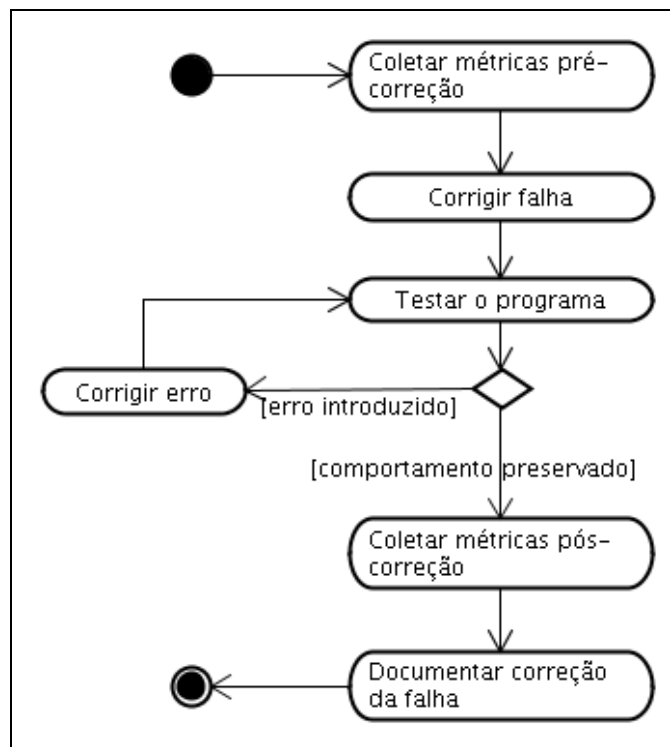 Coletar métricas pré-
correção
Corrigir falha
Testar o programa
Corrigir erro
[erro introduzido]
[comportamento preservado]
Coletar métricas pós-
correção
Documentar correção
da falha